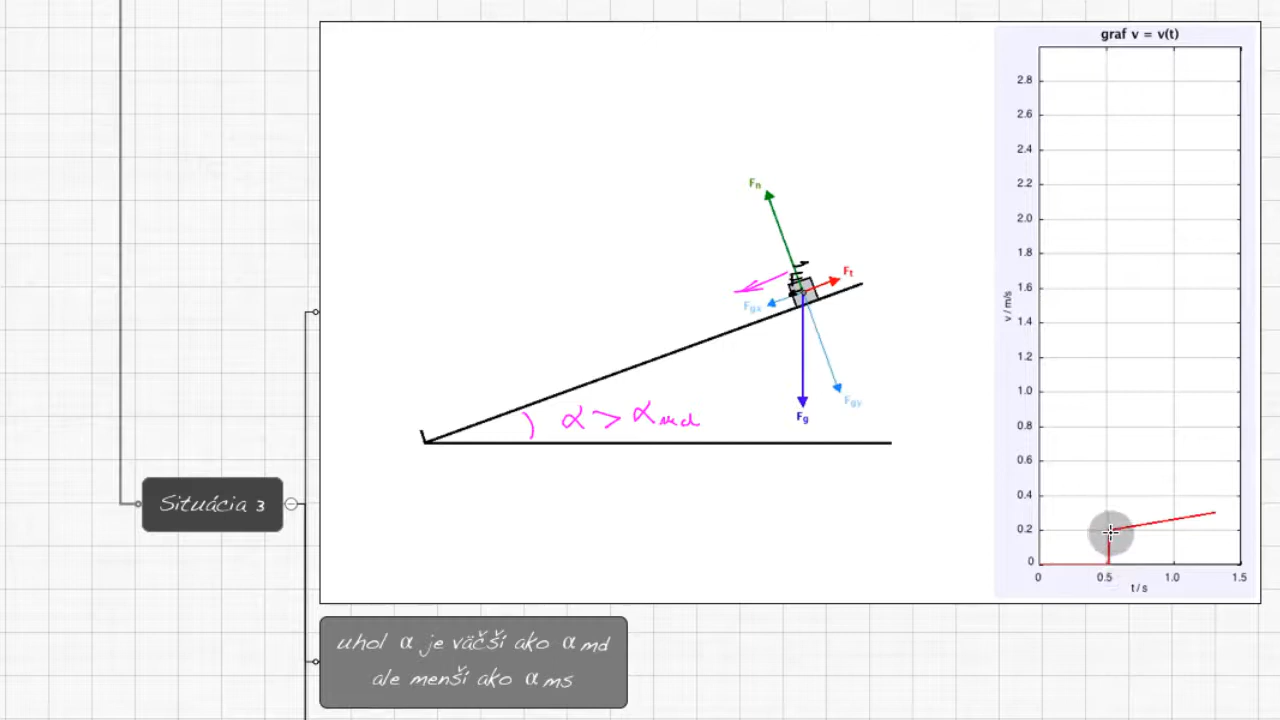 graf v = v(t)
2.8
2.6
2.4
2.2
2.0
1.8
1.6
1.4
1.2
1.0
0.8
0.6
0.4
0.2
0
v / m/s
0 0.5 1.0 1.5
t / s
Fn
Ft
Fgx
Fgy
Fg
α > αmd
Situácia 3
uhol α je väčší ako α md
ale menší ako α ms